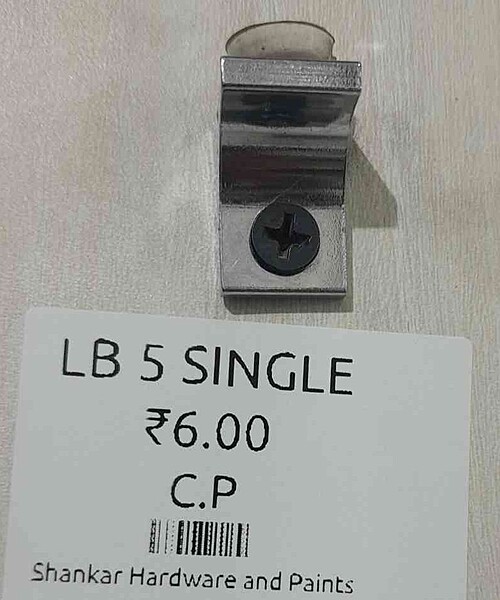 LB 5 SINGLE
₹6.00
C.P
Shankar Hardware and Paints